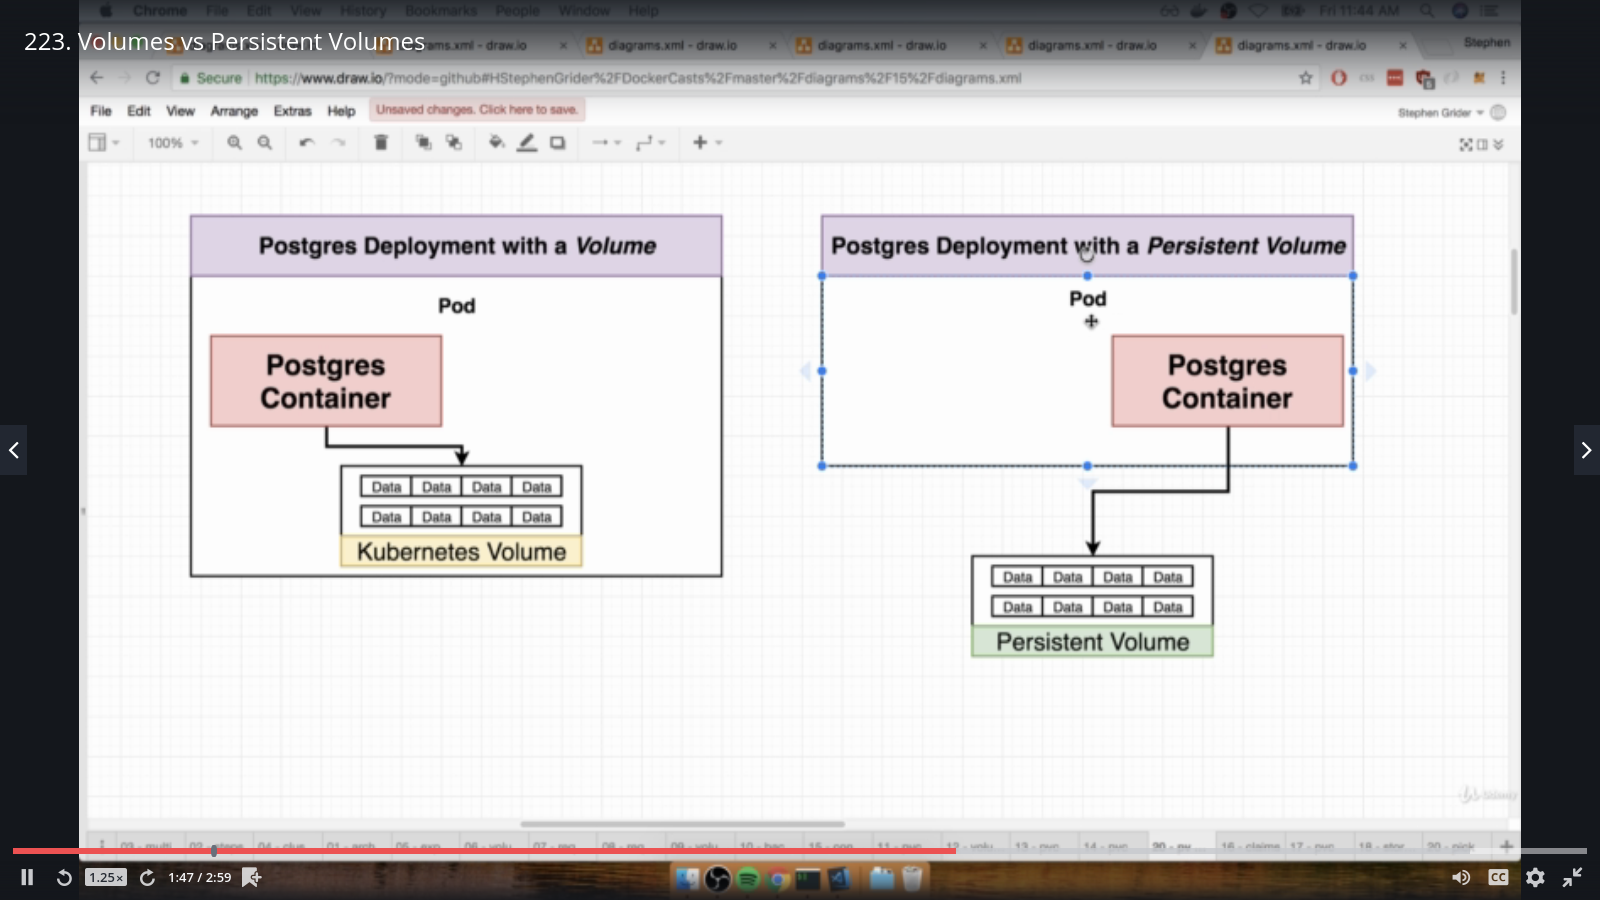 Chrome File Edit View History Bookmarks People Window Help Fri 11:44 AM
223. Volumes vs Persistent Volumes
ams.xml - draw.io diagrams.xml - draw.io diagrams.xml - draw.io diagrams.xml - draw.io diagrams.xml - draw.io Stephen
Secure https://www.draw.io/?mode=github#HStephenGrider%2FDockerCasts%2Fmaster%2Fdiagrams%2F15%2Fdiagrams.xml
File Edit View Arrange Extras Help Unsaved changes. Click here to save. Stephen Grider
100%
Postgres Deployment with a Volume
Pod
Postgres
Container
Data Data Data Data
Data Data Data Data
Kubernetes Volume
Postgres Deployment with a Persistent Volume
Pod
Postgres
Container
Data Data Data Data
Data Data Data Data
Persistent Volume
Udemy
1.25x 1:47 / 2:59 CC